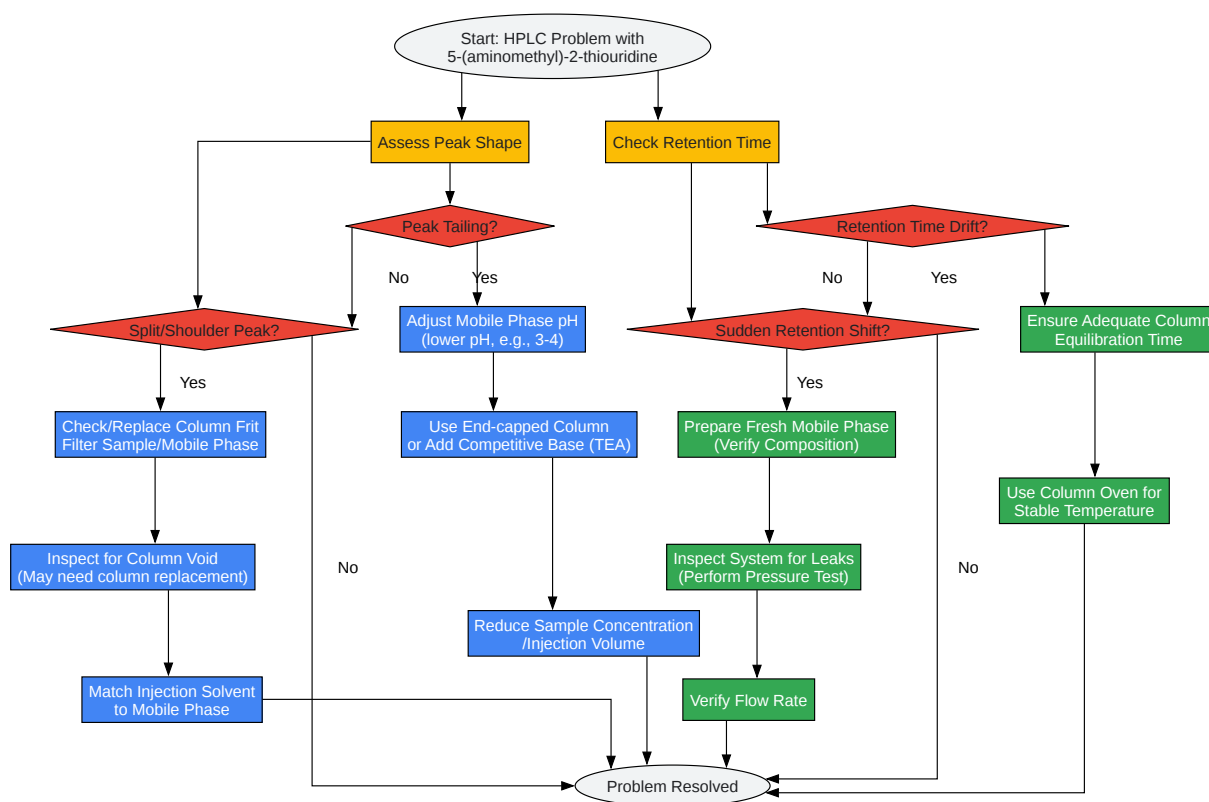 Start: HPLC Problem with
5-(aminomethyl)-2-thiouridine
Assess Peak Shape
Check Retention Time
Peak Tailing?
Retention Time Drift?
No
Yes
No
Yes
Split/Shoulder Peak?
Adjust Mobile Phase pH
(lower pH, e.g., 3-4)
Sudden Retention Shift?
Ensure Adequate Column
Equilibration Time
Yes
Yes
Check/Replace Column Frit
Filter Sample/Mobile Phase
Use End-capped Column
or Add Competitive Base (TEA)
Prepare Fresh Mobile Phase
(Verify Composition)
Use Column Oven for
Stable Temperature
Inspect for Column Void
(May need column replacement)
No
Inspect System for Leaks
(Perform Pressure Test)
No
Reduce Sample Concentration
/Injection Volume
Match Injection Solvent
to Mobile Phase
Verify Flow Rate
Problem Resolved